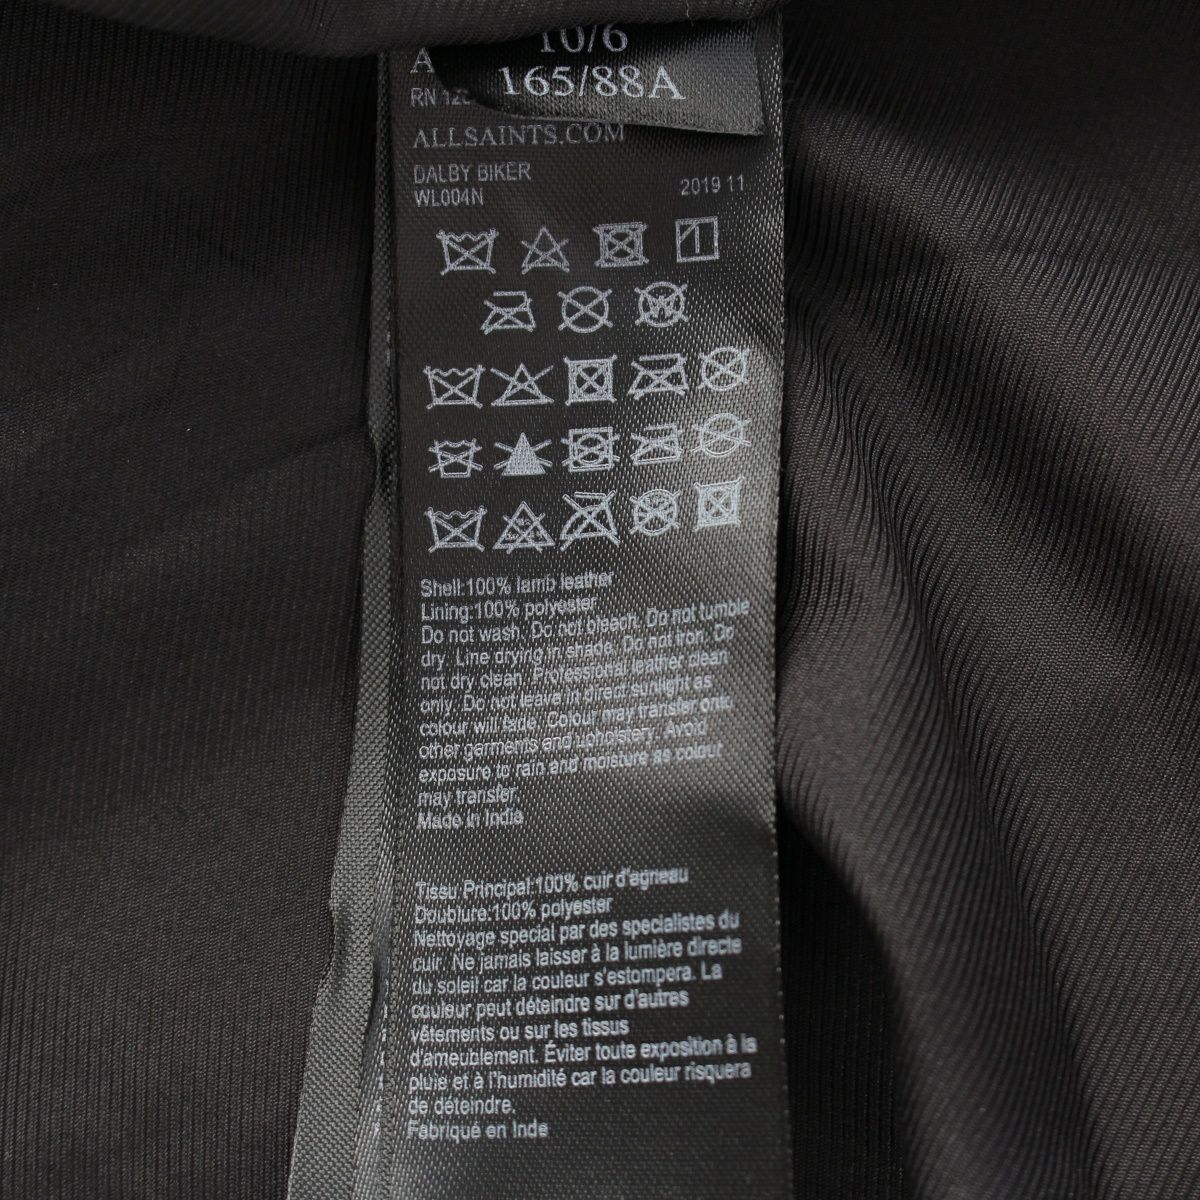 10/6
165/88A
A
RN 12
ALLSAINTS.COM
DALBY BIKER
WL004N
2019 11
Shell:100% lamb leather
Lining:100% polyester
Do not wash. Do not bleach. Do not tumble
dry. Line drying in shade. Do not iron. Do
not dry clean. Professional leather clean
only. Do not leave in direct sunlight as
colour will fade. Colour may transfer onto
other garments and upholstery. Avoid
exposure to rain and moisture as colour
may transfer.
Made in India
Tissu Principal:100% cuir d'agneau
Doublure:100% polyester
Nettoyage special par des specialistes du
cuir. Ne jamais laisser à la lumière directe
du soleil car la couleur s'estompera. La
couleur peut déteindre sur d'autres
vêtements ou sur les tissus
d'ameublement. Éviter toute exposition à la
pluie et à l'humidité car la couleur risquera
de déteindre.
Fabriqué en Inde